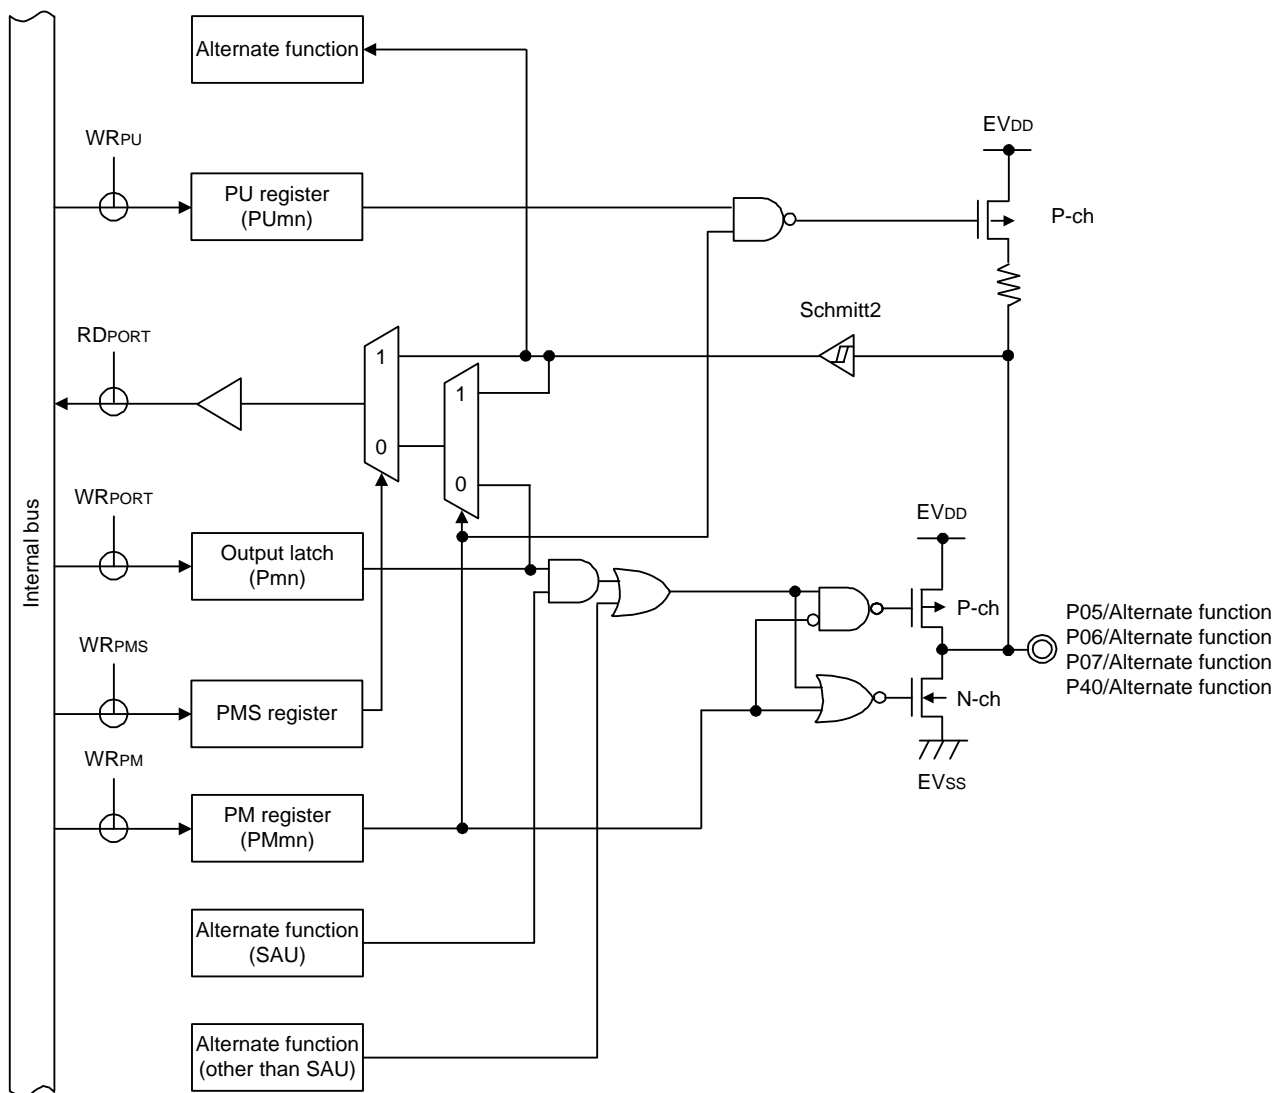 Alternate function
WRPU
EVDD
PU register
(PUmn)
P-ch
Schmitt2
RDPORT
1
1
0
0
WRPORT
EVDD
Output latch
(Pmn)
Internal bus
P-ch
P05/Alternate function
P06/Alternate function
P07/Alternate function
P40/Alternate function
WRPMS
PMS register
N-ch
WRPM
EVSS
PM register
(PMmn)
Alternate function
(SAU)
Alternate function
(other than SAU)